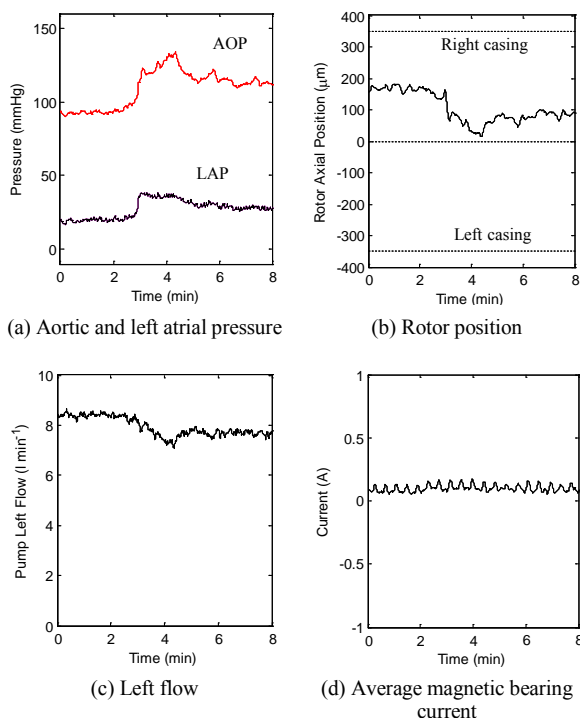 150
100
50
0
0 2 4 6 8
Pressure (mmHg)
Time (min)
AOP
LAP
(a) Aortic and left atrial pressure
400
300
200
100
0
-100
-200
-300
-400
0 2 4 6 8
Rotor Axial Position (μm)
Time (min)
Right casing
Left casing
(b) Rotor position
10
8
6
4
2
0
0 2 4 6 8
Pump Left Flow (l min⁻¹)
Time (min)
(c) Left flow
1
0.5
0
-0.5
-1
0 2 4 6 8
Current (A)
Time (min)
(d) Average magnetic bearing
current